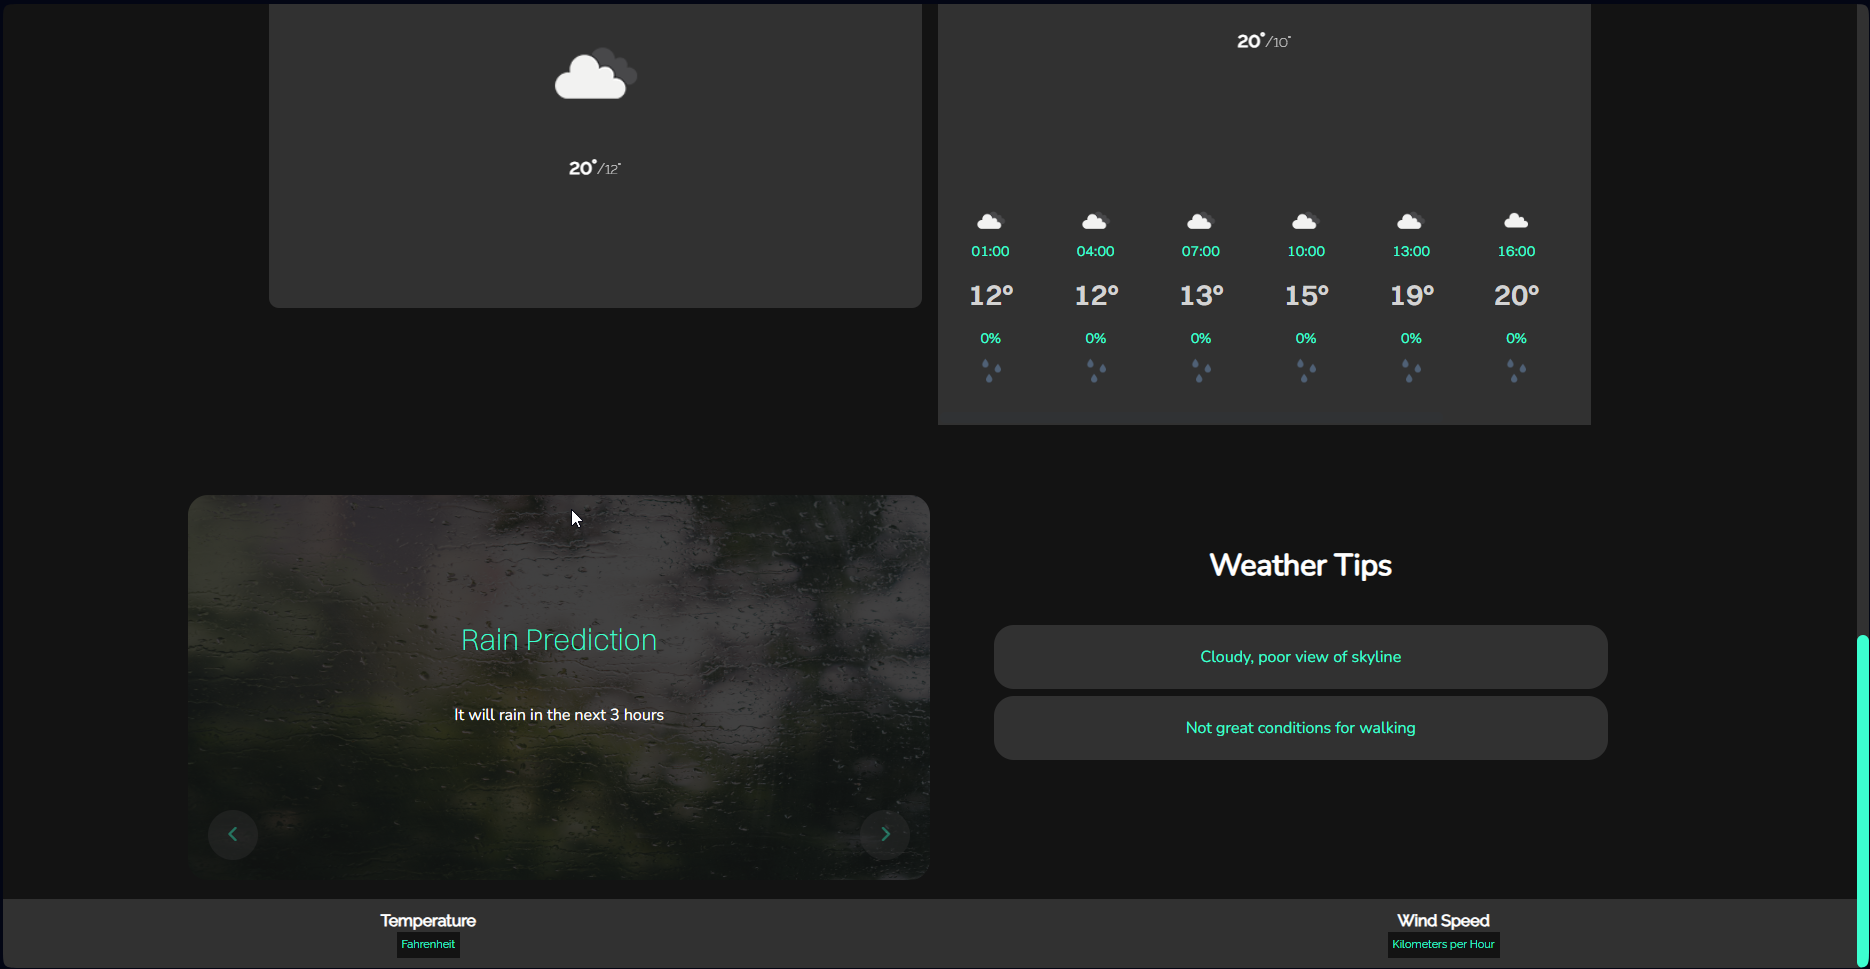 20°/10°
20°/12°
01:00 04:00 07:00 10:00 13:00 16:00
12° 12° 13° 15° 19° 20°
0% 0% 0% 0% 0% 0%
Rain Prediction
It will rain in the next 3 hours
Weather Tips
Cloudy, poor view of skyline
Not great conditions for walking
Temperature
Fahrenheit
Wind Speed
Kilometers per Hour